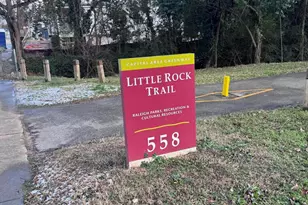 CAPITAL AREA GREENWAY
LITTLE ROCK
TRAIL
RALEIGH PARKS, RECREATION &
CULTURAL RESOURCES
558